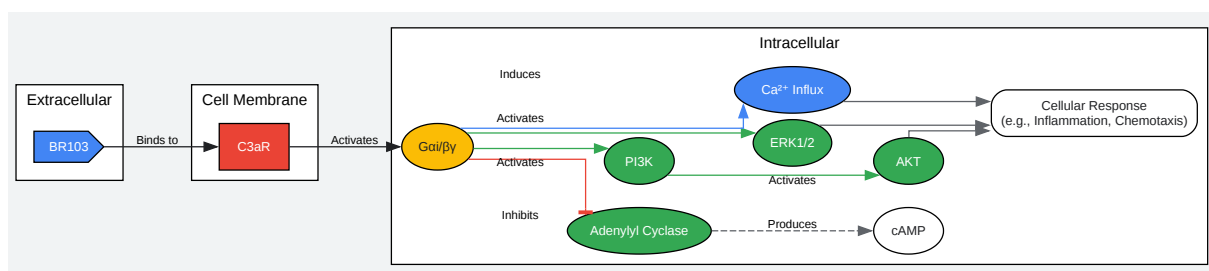 Intracellular
Extracellular
Cell Membrane
BR103
Binds to
C3aR
Activates
Gαi/βγ
Induces
Activates
Activates
Inhibits
Ca²⁺ Influx
ERK1/2
PI3K
Activates
AKT
Adenylyl Cyclase
Produces
cAMP
Cellular Response
(e.g., Inflammation, Chemotaxis)